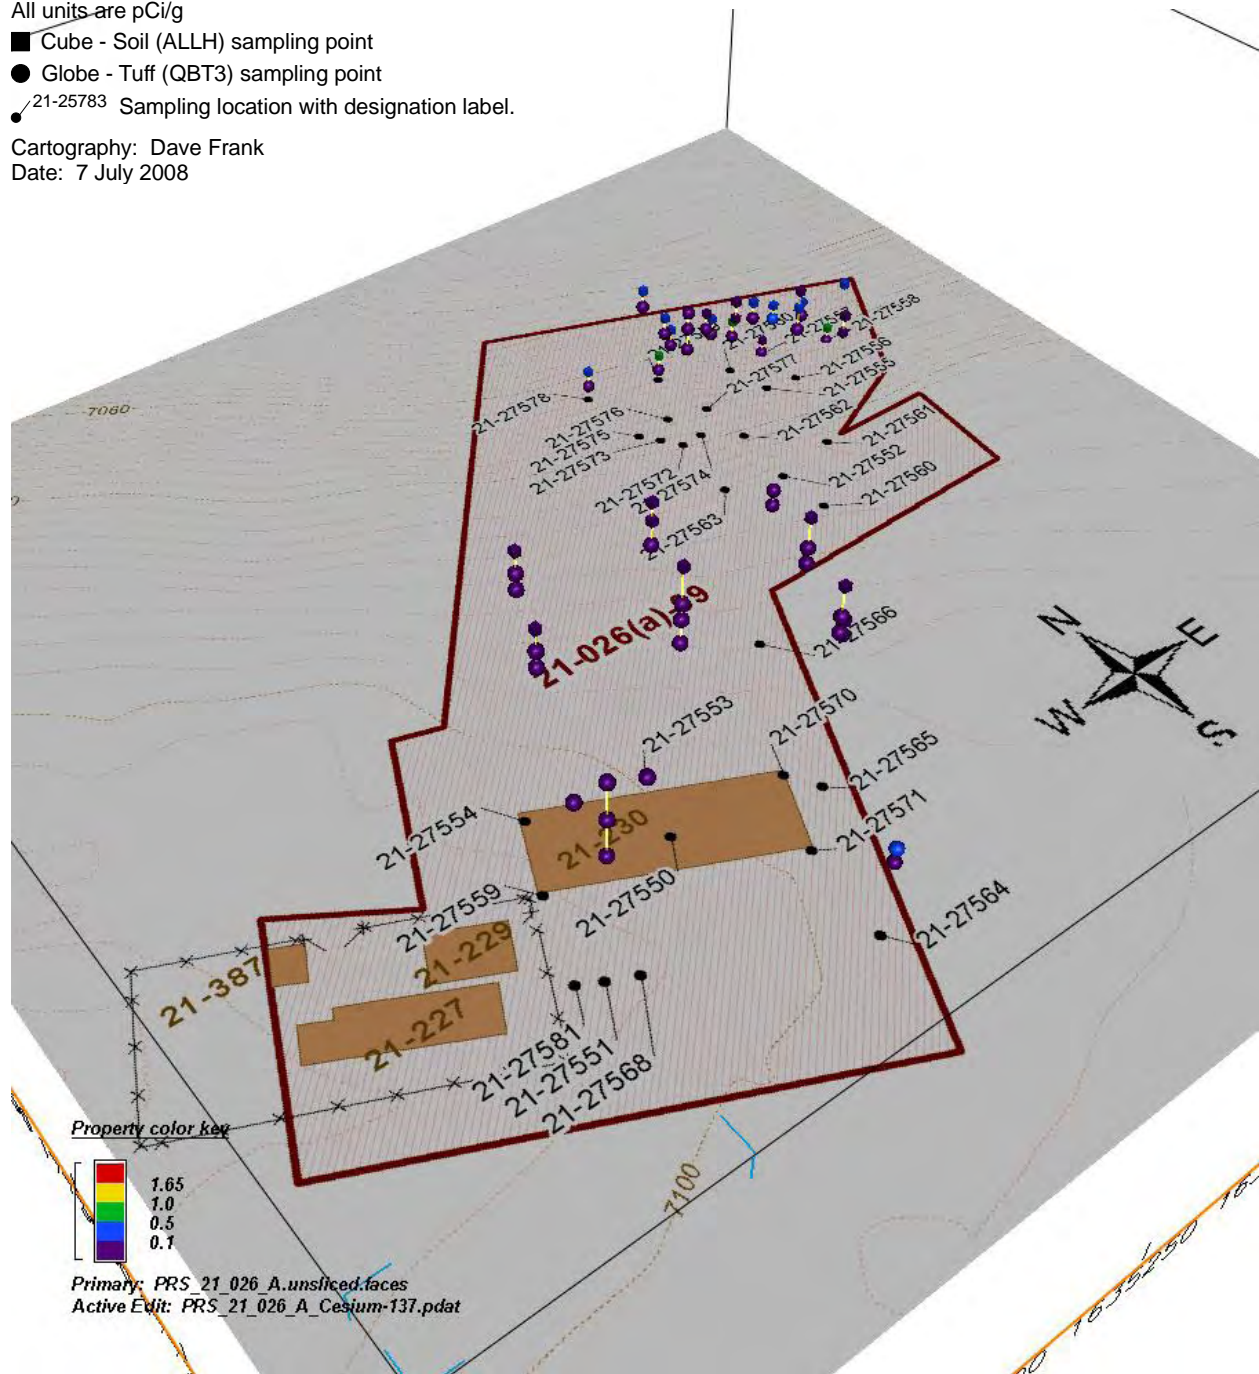 All units are pCi/g
Cube - Soil (ALLH) sampling point
Globe - Tuff (QBT3) sampling point
21-25783 Sampling location with designation label.
Cartography: Dave Frank
Date: 7 July 2008
21-27558
21-27556
21-27577
21-27555
7060
21-27578
21-27576
21-27562
21-27561
21-27575
21-27573
21-27552
21-27572
21-27574
21-27560
21-27563
21-026(a)-99
21-27566
N
E
W
S
21-27553
21-27570
21-27565
21-27554
21-230
21-27571
21-27559
21-27550
21-27564
21-229
21-387
21-227
21-27581
21-27551
21-27568
7100
Property color key
1.65
1.0
0.5
0.1
Primary: PRS_21_026_A.unsliced.faces
Active Edit: PRS_21_026_A_Cesium-137.pdat
1635250